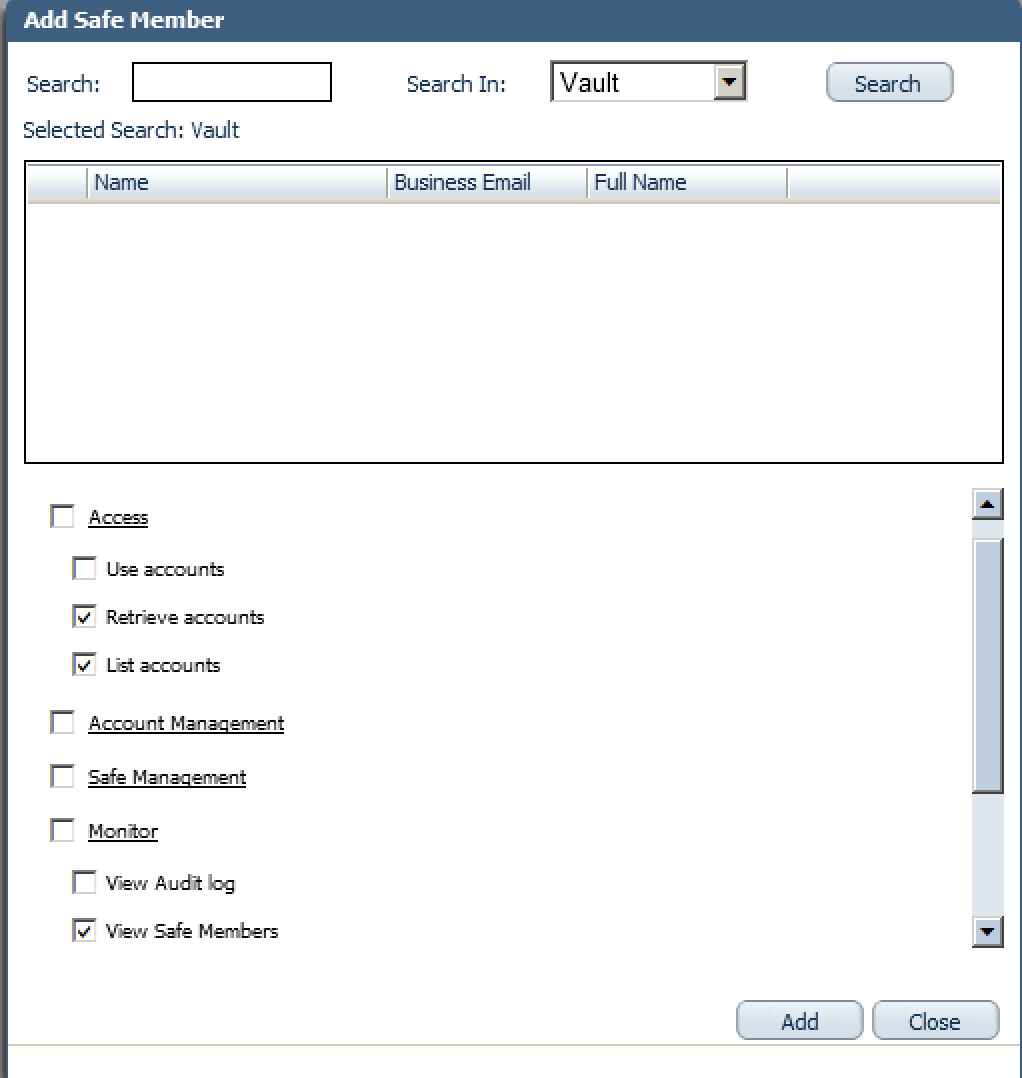 Add Safe Member
Search: Search In: Vault Search
Selected Search: Vault
Name Business Email Full Name
Access
Use accounts
Retrieve accounts
List accounts
Account Management
Safe Management
Monitor
View Audit log
View Safe Members
Add Close